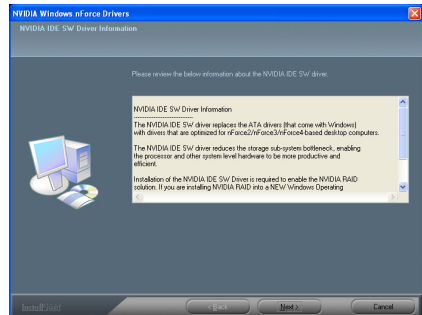 NVIDIA Windows nForce Drivers
NVIDIA IDE SW Driver Information
Please review the below information about the NVIDIA IDE SW driver.
NVIDIA IDE SW Driver Information
--------------------------
The NVIDIA IDE SW driver replaces the ATA drivers (that come with Windows)
with drivers that are optimized for nForce2/nForce3/nForce4-based desktop computers.
The NVIDIA IDE SW driver reduces the storage sub-system bottleneck, enabling
the processor and other system level hardware to be more productive and
efficient.
Installation of the NVIDIA IDE SW Driver is required to enable the NVIDIA RAID
solution. If you are installing NVIDIA RAID into a NEW Windows Operating
InstallShield
< Back
Next >
Cancel